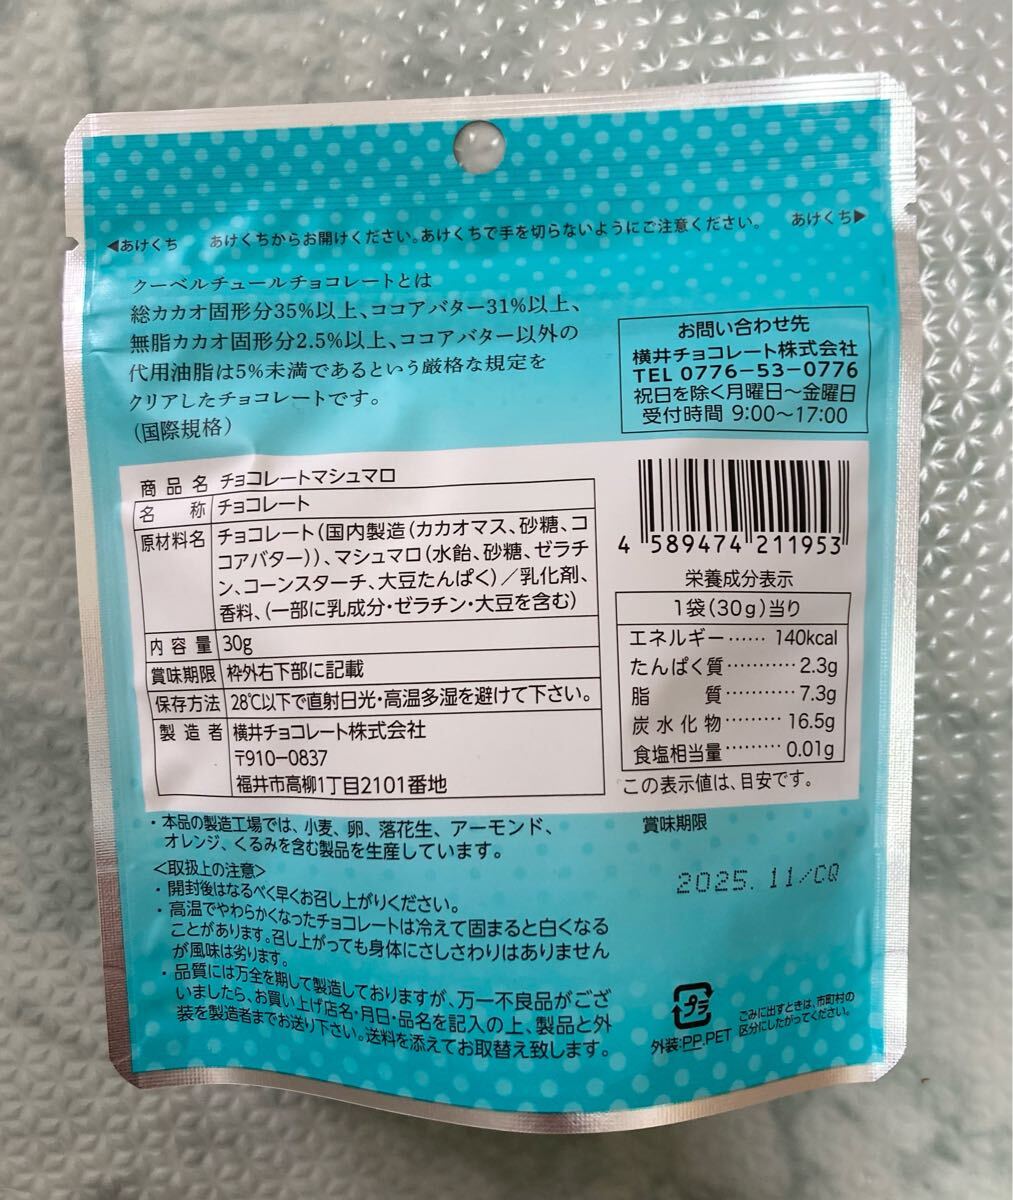 ◀あけくち　あけくちからお開けください。あけくちで手を切らないようにご注意ください。　あけくち▶
クーベルチュールチョコレートとは
総カカオ固形分35%以上、ココアバター31%以上、
無脂カカオ固形分2.5%以上、ココアバター以外の
代用油脂は5%未満であるという厳格な規定を
クリアしたチョコレートです。
（国際規格）
お問い合わせ先
横井チョコレート株式会社
TEL 0776-53-0776
祝日を除く月曜日～金曜日
受付時間 9:00～17:00
商品名 チョコレートマシュマロ
名称 チョコレート
原材料名 チョコレート（国内製造（カカオマス、砂糖、コ
コアバター））、マシュマロ（水飴、砂糖、ゼラチ
ン、コーンスターチ、大豆たんぱく）／乳化剤、
香料、（一部に乳成分・ゼラチン・大豆を含む）
内容量 30g
賞味期限 枠外右下部に記載
保存方法 28℃以下で直射日光・高温多湿を避けて下さい。
製造者 横井チョコレート株式会社
〒910-0837
福井市高柳1丁目2101番地
4 589474 211953
栄養成分表示
1袋（30g）当り
エネルギー…… 140kcal
たんぱく質……… 2.3g
脂質……… 7.3g
炭水化物……… 16.5g
食塩相当量……… 0.01g
この表示値は、目安です。
・本品の製造工場では、小麦、卵、落花生、アーモンド、
オレンジ、くるみを含む製品を生産しています。
＜取扱上の注意＞
・開封後はなるべく早くお召し上がりください。
・高温でやわらかくなったチョコレートは冷えて固まると白くなる
ことがあります。召し上がっても身体にさしさわりはありません
が風味は劣ります。
・品質には万全を期して製造しておりますが、万一不良品がござ
いましたら、お買い上げ店名・月日・品名を記入の上、製品と外
装を製造者までお送り下さい。送料を添えてお取替え致します。
賞味期限
2025.11/CQ
プラ
外装:PP.PET
ごみに出すときは、市町村の
区分にしたがってください。